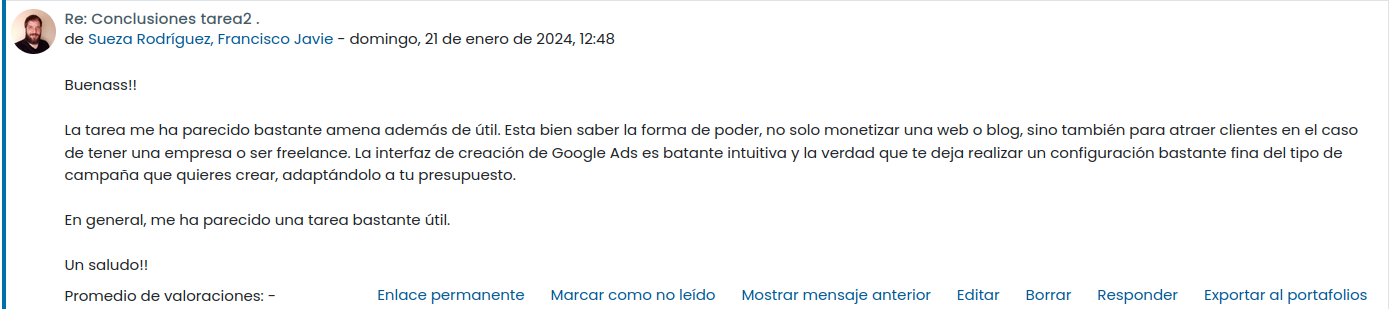 Re: Conclusiones tarea2 .
de Sueza Rodríguez, Francisco Javie - domingo, 21 de enero de 2024, 12:48
Buenass!!
La tarea me ha parecido bastante amena además de útil. Esta bien saber la forma de poder, no solo monetizar una web o blog, sino también para atraer clientes en el caso
de tener una empresa o ser freelance. La interfaz de creación de Google Ads es batante intuitiva y la verdad que te deja realizar un configuración bastante fina del tipo de
campaña que quieres crear, adaptándolo a tu presupuesto.
En general, me ha parecido una tarea bastante útil.
Un saludo!!
Promedio de valoraciones: - Enlace permanente Marcar como no leído Mostrar mensaje anterior Editar Borrar Responder Exportar al portafolios